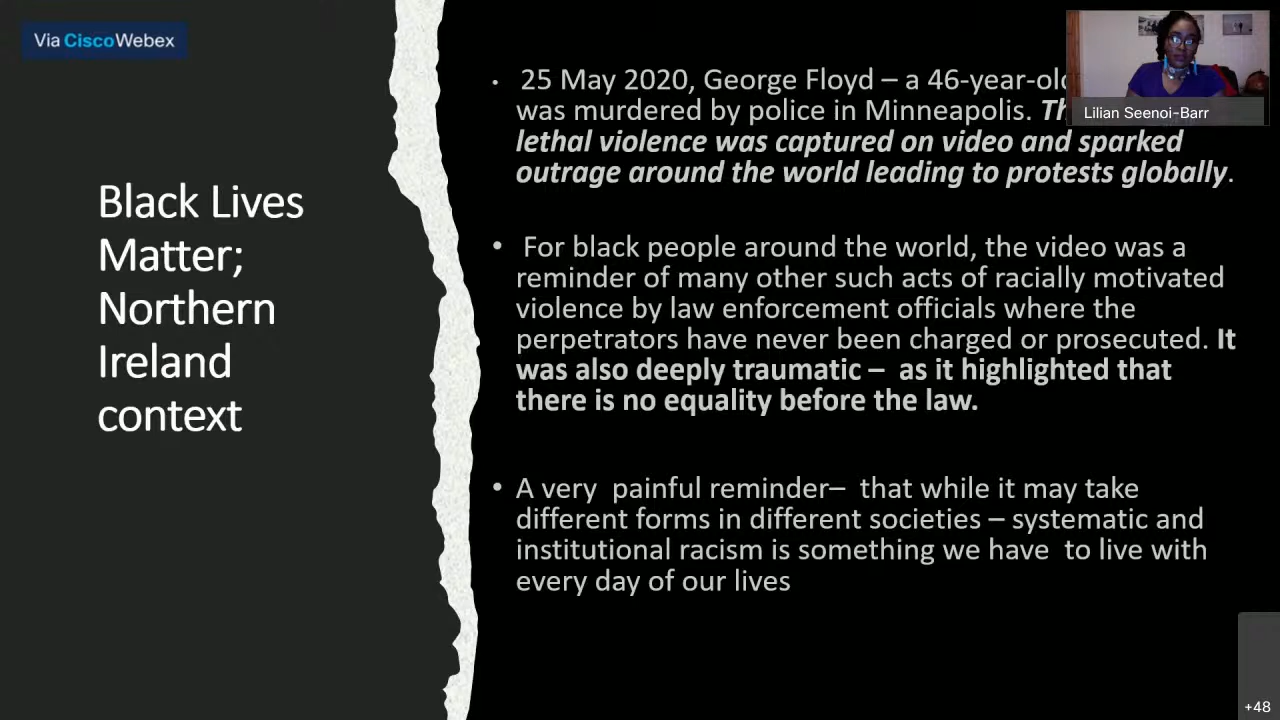 Via Cisco Webex
Black Lives
Matter;
Northern
Ireland
context
• 25 May 2020, George Floyd – a 46-year-old
was murdered by police in Minneapolis.
lethal violence was captured on video and sparked
outrage around the world leading to protests globally.
• For black people around the world, the video was a
reminder of many other such acts of racially motivated
violence by law enforcement officials where the
perpetrators have never been charged or prosecuted. It
was also deeply traumatic – as it highlighted that
there is no equality before the law.
• A very painful reminder– that while it may take
different forms in different societies – systematic and
institutional racism is something we have to live with
every day of our lives
Lilian Seenoi-Barr
+48